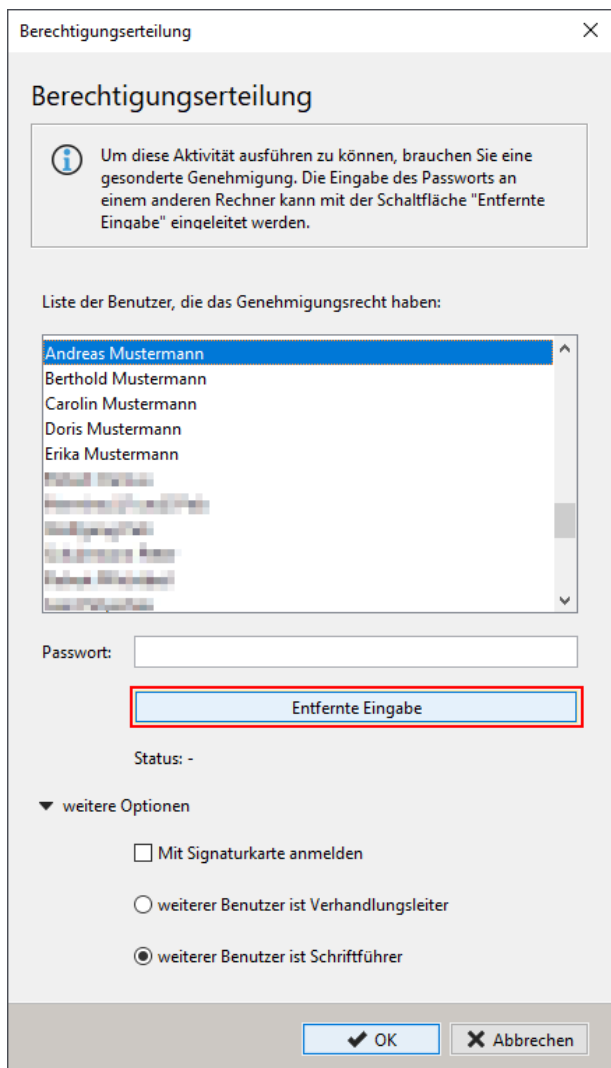 Berechtigungserteilung
Berechtigungserteilung
Um diese Aktivität ausführen zu können, brauchen Sie eine
gesonderte Genehmigung. Die Eingabe des Passworts an
einem anderen Rechner kann mit der Schaltfläche "Entfernte
Eingabe" eingeleitet werden.
Liste der Benutzer, die das Genehmigungsrecht haben:
Andreas Mustermann
Berthold Mustermann
Carolin Mustermann
Doris Mustermann
Erika Mustermann
Passwort:
Entfernte Eingabe
Status: -
weitere Optionen
Mit Signaturkarte anmelden
weiterer Benutzer ist Verhandlungsleiter
weiterer Benutzer ist Schriftführer
OK Abbrechen